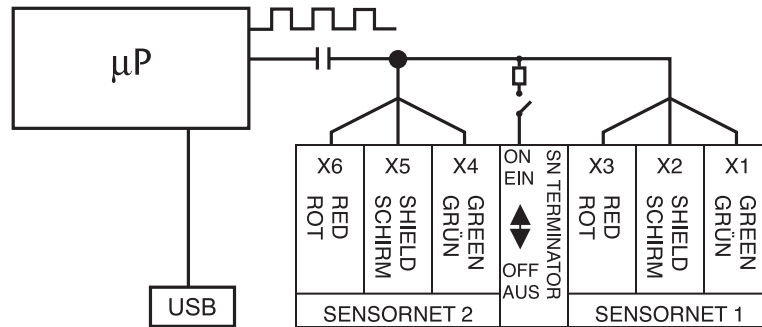 µP
X6
RED
ROT
X5
SHIELD
SCHIRM
X4
GREEN
GRÜN
ON
EIN
OFF
AUS
SN TERMINATOR
X3
RED
ROT
X2
SHIELD
SCHIRM
X1
GREEN
GRÜN
USB
SENSORNET 2
SENSORNET 1